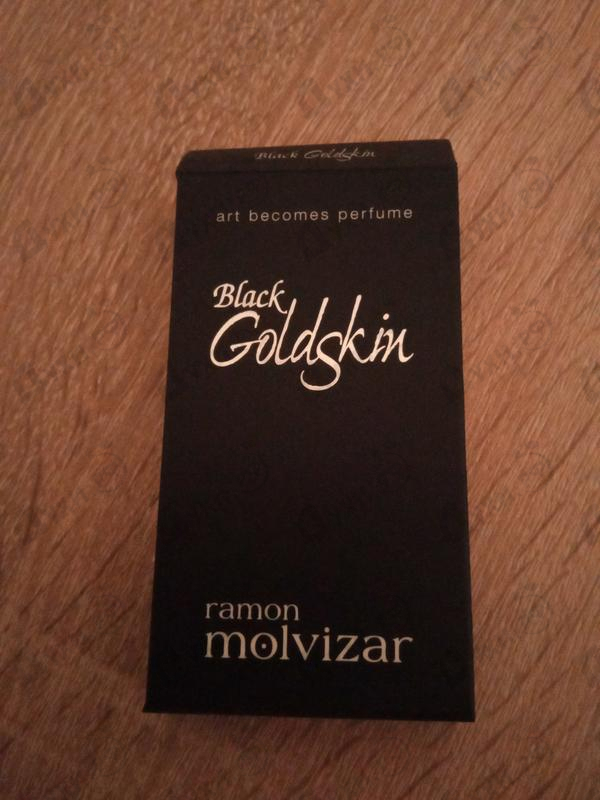 Black Goldskin
art becomes perfume
Black
Goldskin
ramon
molvizar